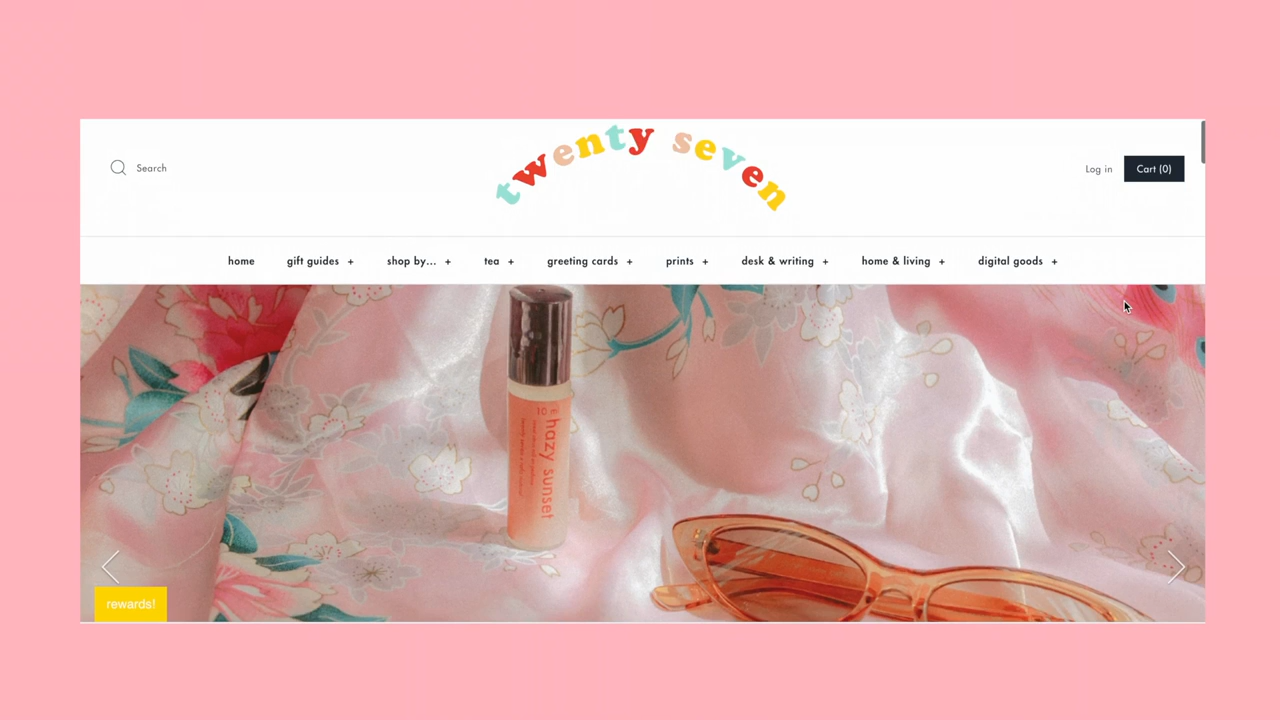 twenty seven
Search
Log in
Cart (0)
home
gift guides +
shop by... +
tea +
greeting cards +
prints +
desk & writing +
home & living +
digital goods +
hazy sunset
10
rewards!